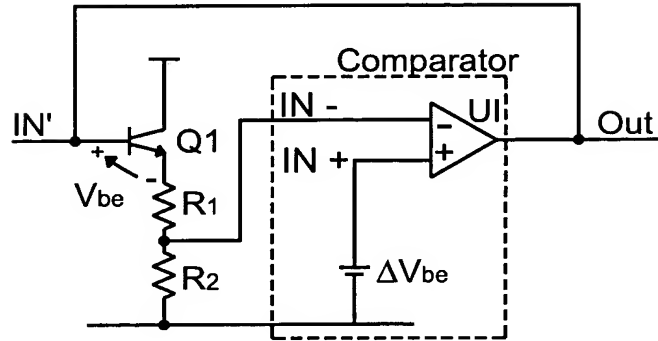 Comparator
IN'
Q1
+
-
Vbe
R1
R2
IN -
IN +
UI
-
+
ΔVbe
Out